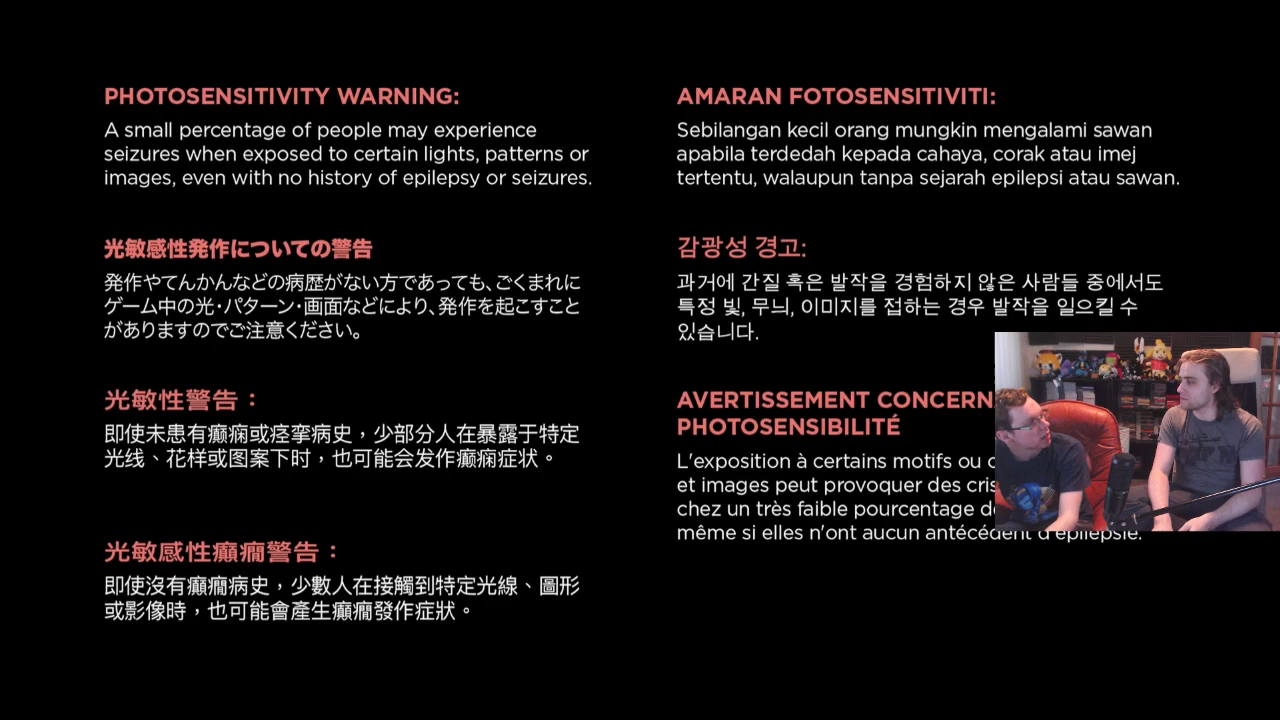 PHOTOSENSITIVITY WARNING:
A small percentage of people may experience
seizures when exposed to certain lights, patterns or
images, even with no history of epilepsy or seizures.
光敏感性発作についての警告
発作やてんかんなどの病歴がない方であっても、ごくまれに
ゲーム中の光・パターン・画面などにより、発作を起こすこと
がありますのでご注意ください。
光敏性警告：
即使未患有癫痫或痉挛病史，少部分人在暴露于特定
光线、花样或图案下时，也可能会发作癫痫症状。
光敏感性癲癇警告：
即使沒有癲癇病史，少數人在接觸到特定光線、圖形
或影像時，也可能會產生癲癇發作症狀。
AMARAN FOTOSENSITIVITI:
Sebilangan kecil orang mungkin mengalami sawan
apabila terdedah kepada cahaya, corak atau imej
tertentu, walaupun tanpa sejarah epilepsi atau sawan.
감광성 경고:
과거에 간질 혹은 발작을 경험하지 않은 사람들 중에서도
특정 빛, 무늬, 이미지를 접하는 경우 발작을 일으킬 수
있습니다.
AVERTISSEMENT CONCERN
PHOTOSENSIBILITÉ
L'exposition à certains motifs ou
et images peut provoquer des cris
chez un très faible pourcentage
même si elles n'ont aucun antécédent d'épilepsie.